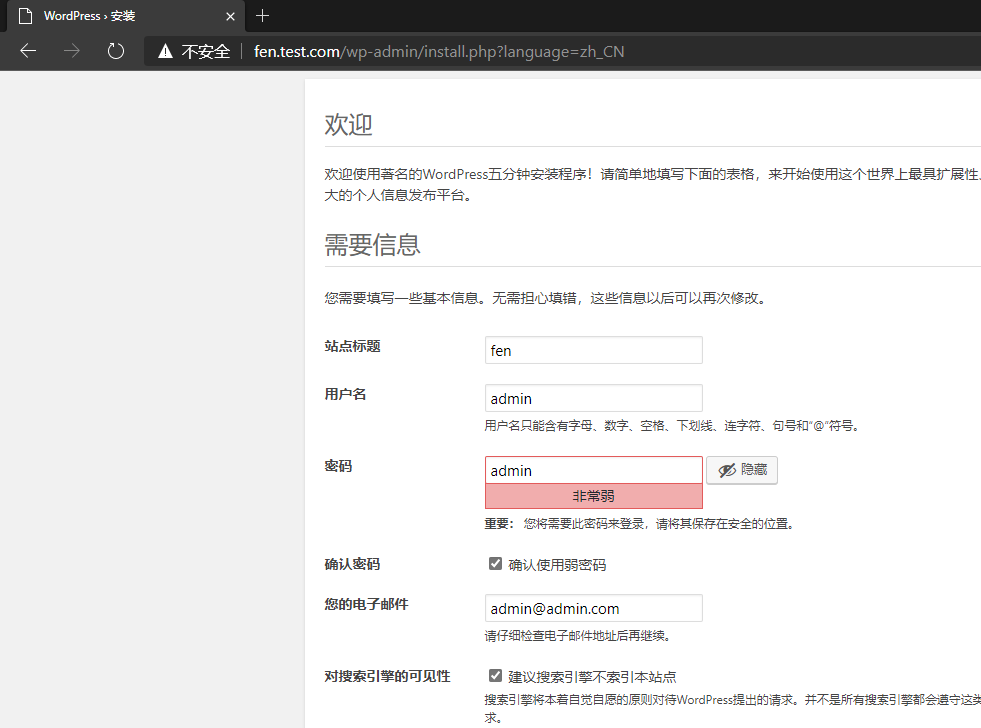 WordPress › 安装
不安全 fen.test.com/wp-admin/install.php?language=zh_CN
欢迎
欢迎使用著名的WordPress五分钟安装程序！请简单地填写下面的表格，来开始使用这个世界上最具扩展性、
大的个人信息发布平台。
需要信息
您需要填写一些基本信息。无需担心填错，这些信息以后可以再次修改。
站点标题 fen
用户名 admin
用户名只能含有字母、数字、空格、下划线、连字符、句号和“@”符号。
密码 admin 隐藏
非常弱
重要： 您将需要此密码来登录，请将其保存在安全的位置。
确认密码 确认使用弱密码
您的电子邮件 admin@admin.com
请仔细检查电子邮件地址后再继续。
对搜索引擎的可见性 建议搜索引擎不索引本站点
搜索引擎将本着自觉自愿的原则对待WordPress提出的请求。并不是所有搜索引擎都会遵守这类
求。